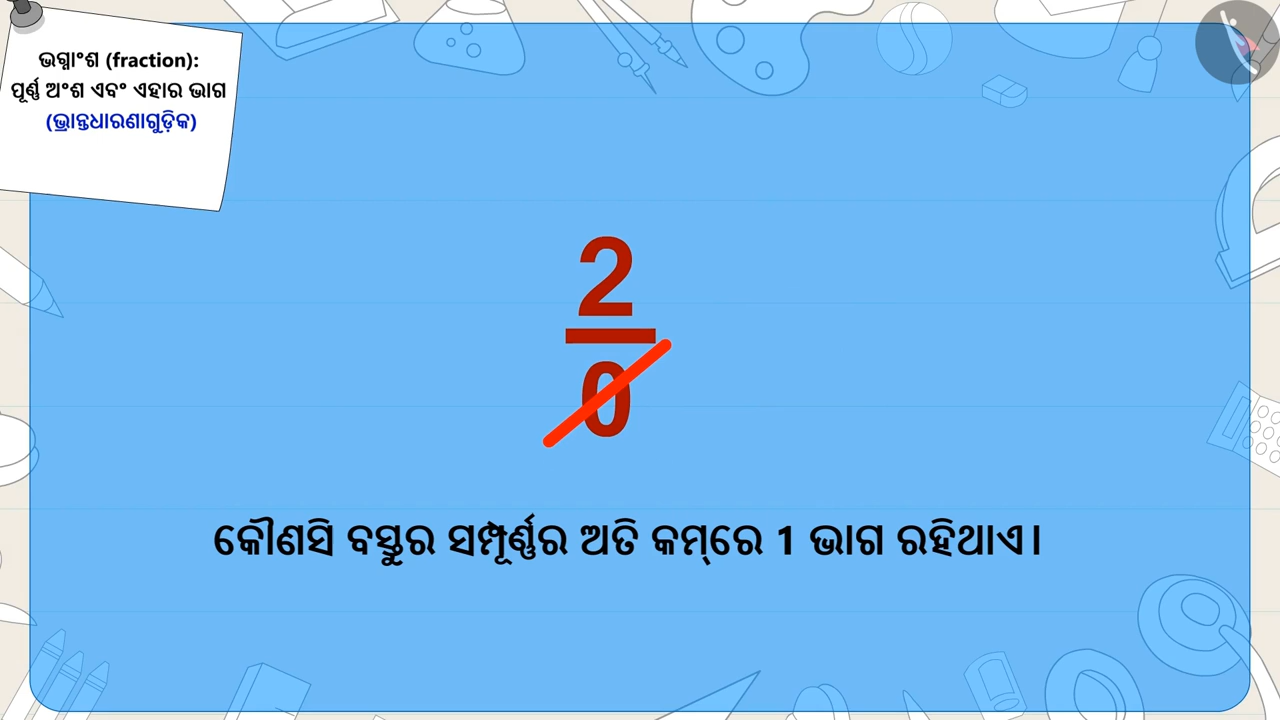 ଭଗ୍ନାଂଶ (fraction):
ପୂର୍ଣ୍ଣ ଅଂଶ ଏବଂ ଏହାର ଭାଗ
(ଭ୍ରାନ୍ତଧାରଣାଗୁଡ଼ିକ)
2
0
କୌଣସି ବସ୍ତୁର ସମ୍ପୂର୍ଣ୍ଣର ଅତି କମ୍‌ରେ 1 ଭାଗ ରହିଥାଏ।